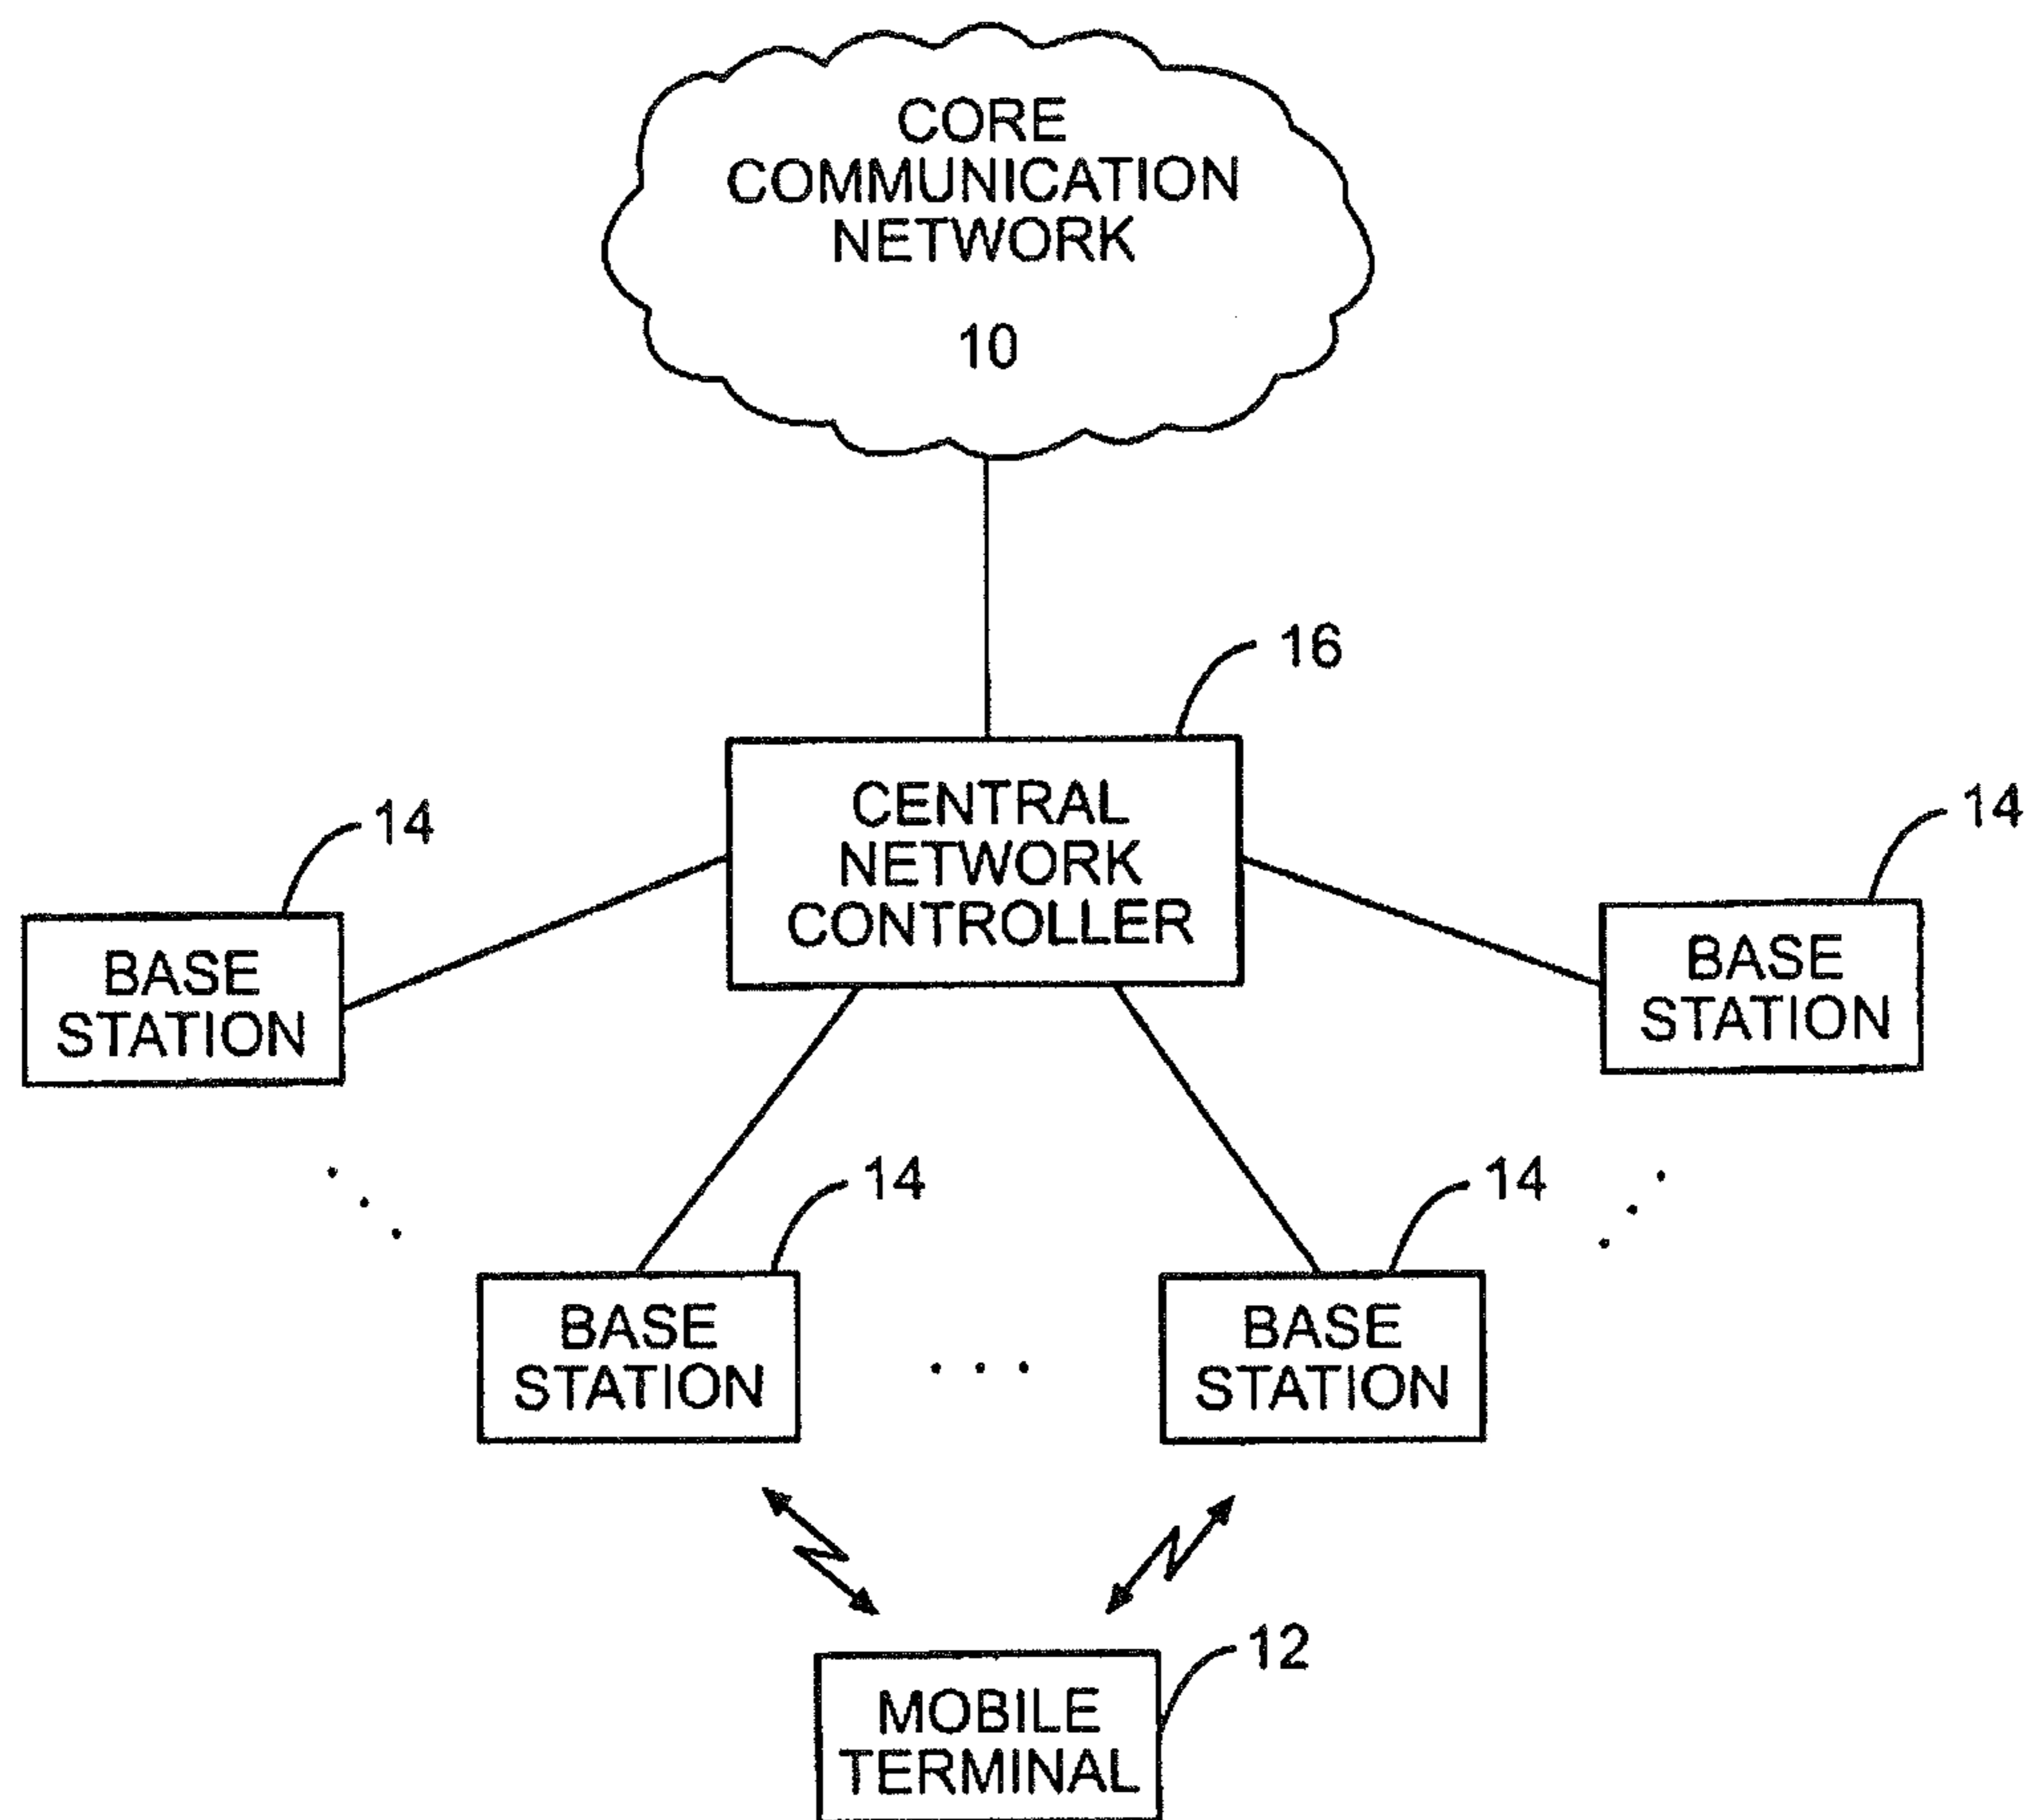 CORE
COMMUNICATION
NETWORK
10
16
CENTRAL
NETWORK
CONTROLLER
14
BASE
STATION
14
BASE
STATION
14
BASE
STATION
14
BASE
STATION
12
MOBILE
TERMINAL